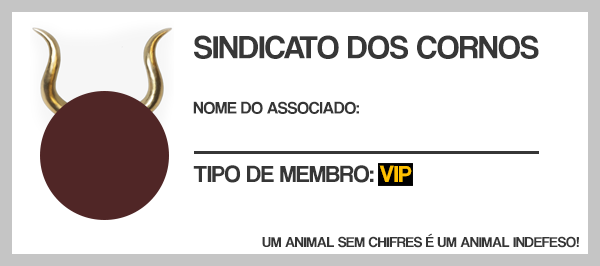 SINDICATO DOS CORNOS
NOME DO ASSOCIADO:
TIPO DE MEMBRO: VIP
UM ANIMAL SEM CHIFRES É UM ANIMAL INDEFESO!